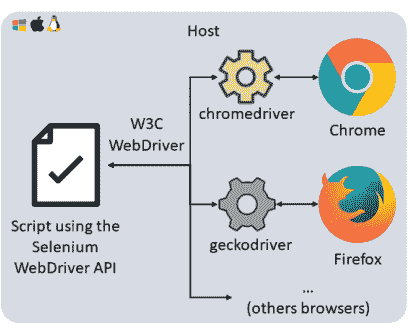 Host
W3C
WebDriver
chromedriver
Chrome
Script using the
Selenium
WebDriver API
geckodriver
Firefox
...
(others browsers)